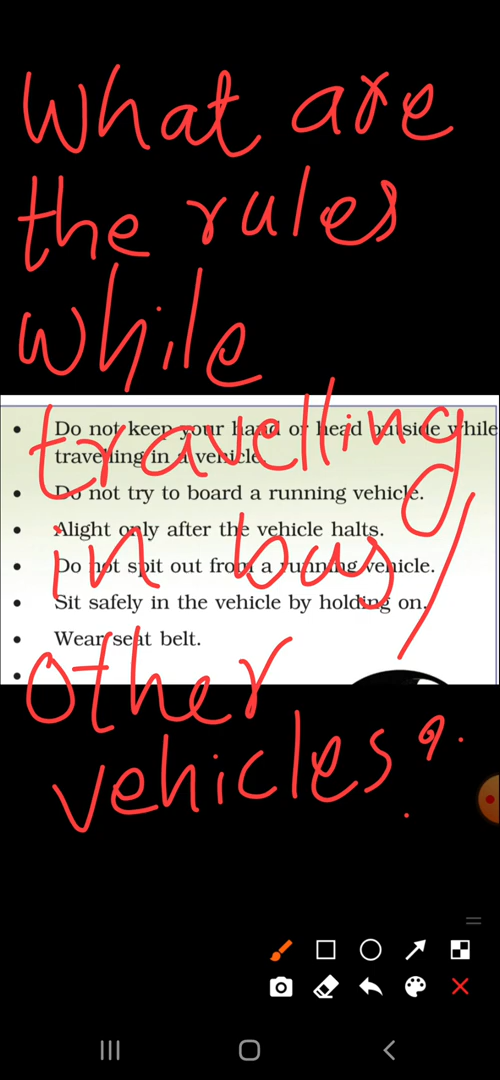 What are
the rules
while
Do not keep your hand or head outside while
travelling in a vehicle.
travelling
Do not try to board a running vehicle.
Alight only after the vehicle halts.
in bus/
Do not spit out from a running vehicle.
Sit safely in the vehicle by holding on.
Wear seat belt.
other
vehicles?